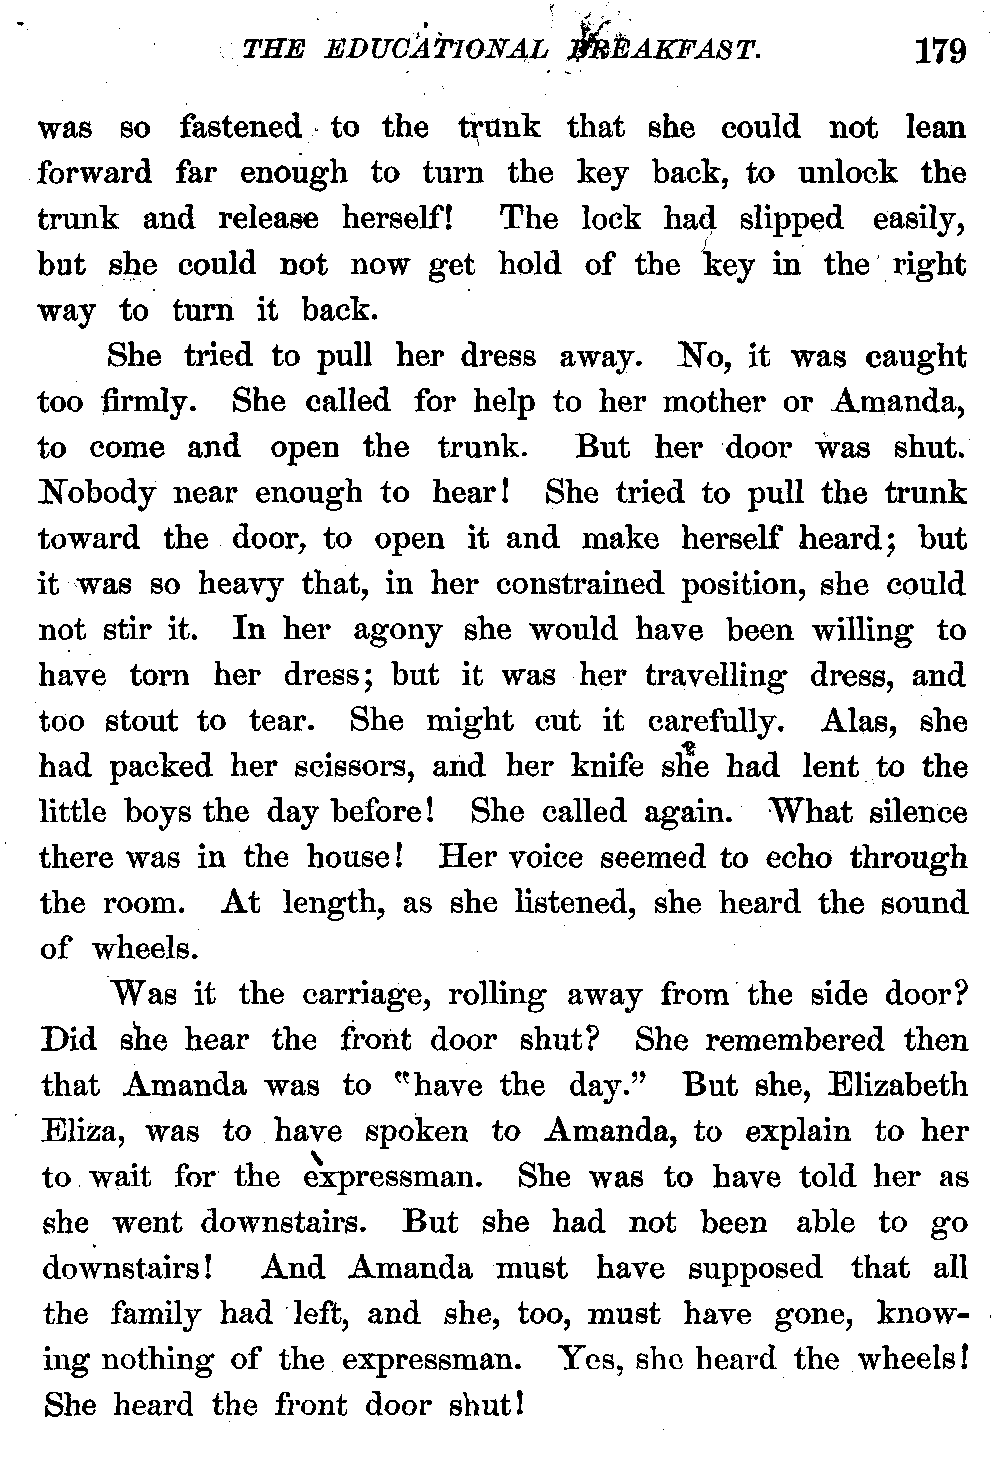 THE EDUCATIONAL BREAKFAST. 179
was so fastened to the trunk that she could not lean
forward far enough to turn the key back, to unlock the
trunk and release herself! The lock had slipped easily,
but she could not now get hold of the key in the right
way to turn it back.
She tried to pull her dress away. No, it was caught
too firmly. She called for help to her mother or Amanda,
to come and open the trunk. But her door was shut.
Nobody near enough to hear! She tried to pull the trunk
toward the door, to open it and make herself heard; but
it was so heavy that, in her constrained position, she could
not stir it. In her agony she would have been willing to
have torn her dress; but it was her travelling dress, and
too stout to tear. She might cut it carefully. Alas, she
had packed her scissors, and her knife she had lent to the
little boys the day before! She called again. What silence
there was in the house! Her voice seemed to echo through
the room. At length, as she listened, she heard the sound
of wheels.
Was it the carriage, rolling away from the side door?
Did she hear the front door shut? She remembered then
that Amanda was to "have the day." But she, Elizabeth
Eliza, was to have spoken to Amanda, to explain to her
to wait for the expressman. She was to have told her as
she went downstairs. But she had not been able to go
downstairs! And Amanda must have supposed that all
the family had left, and she, too, must have gone, know-
ing nothing of the expressman. Yes, she heard the wheels!
She heard the front door shut!